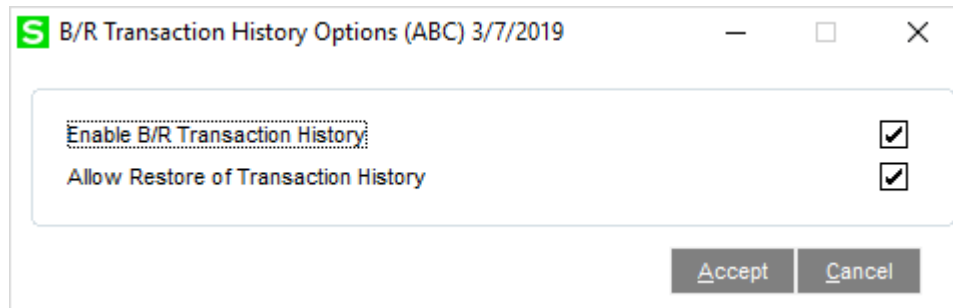 S B/R Transaction History Options (ABC) 3/7/2019
Enable B/R Transaction History
Allow Restore of Transaction History
Accept Cancel